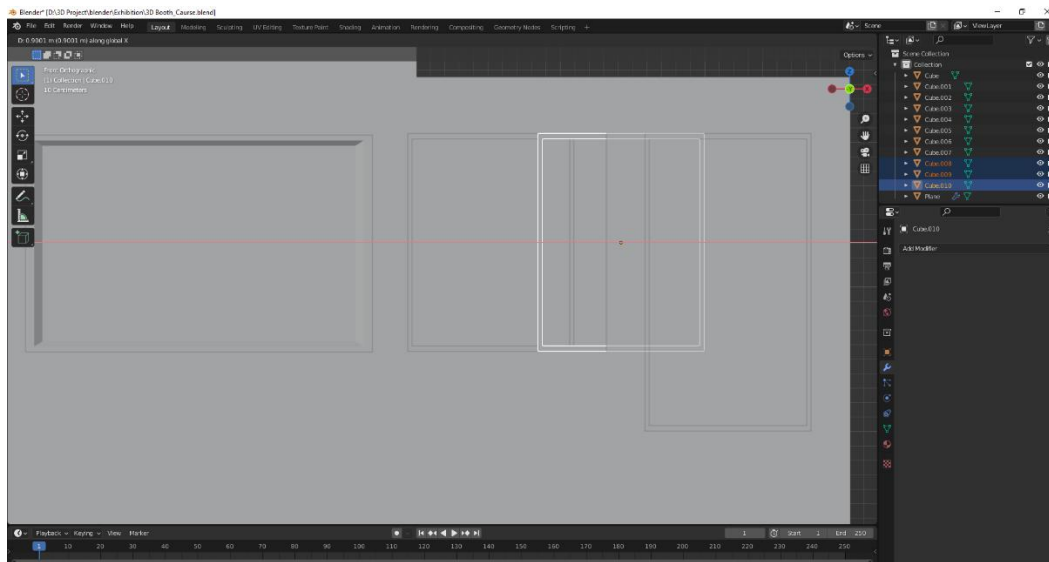 Blender* [D:\3D Project\blender\Exhibition\3D Booth_Caurse.blend]
File Edit Render Window Help Layout Modeling Sculpting UV Editing Texture Paint Shading Animation Rendering Compositing Geometry Nodes Scripting + Scene ViewLayer
D: 0.9001 m (0.9001 m) along global X
Options
Front Orthographic
(1) Collection | Cube.010
10 Centimeters
Z
Y
X
Scene Collection
Collection
Cube
Cube.001
Cube.002
Cube.003
Cube.004
Cube.005
Cube.006
Cube.007
Cube.008
Cube.009
Cube.010
Plane
Cube.010
Add Modifier
Playback Keying View Marker 1 Start 1 End 250
1 10 20 30 40 50 60 70 80 90 100 110 120 130 140 150 160 170 180 190 200 210 220 230 240 250